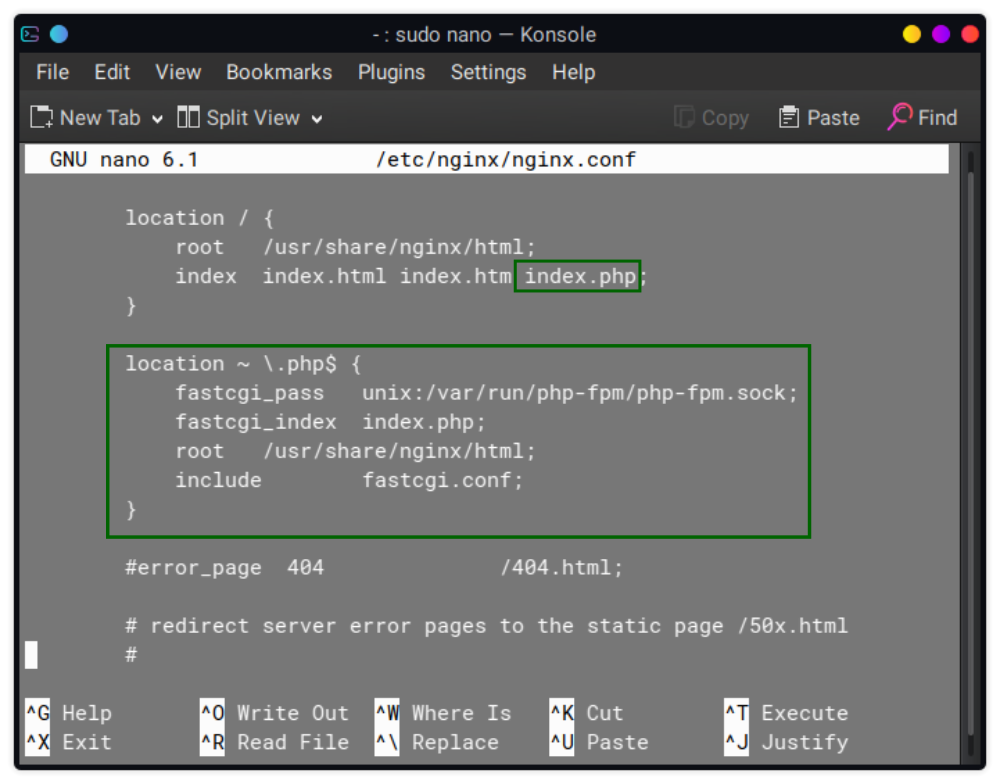 - : sudo nano — Konsole
File Edit View Bookmarks Plugins Settings Help
New Tab Split View Copy Paste Find
GNU nano 6.1 /etc/nginx/nginx.conf
location / {
root /usr/share/nginx/html;
index index.html index.htm index.php;
}
location ~ \.php$ {
fastcgi_pass unix:/var/run/php-fpm/php-fpm.sock;
fastcgi_index index.php;
root /usr/share/nginx/html;
include fastcgi.conf;
}
#error_page 404 /404.html;
# redirect server error pages to the static page /50x.html
#
^G Help ^O Write Out ^W Where Is ^K Cut ^T Execute
^X Exit ^R Read File ^\ Replace ^U Paste ^J Justify